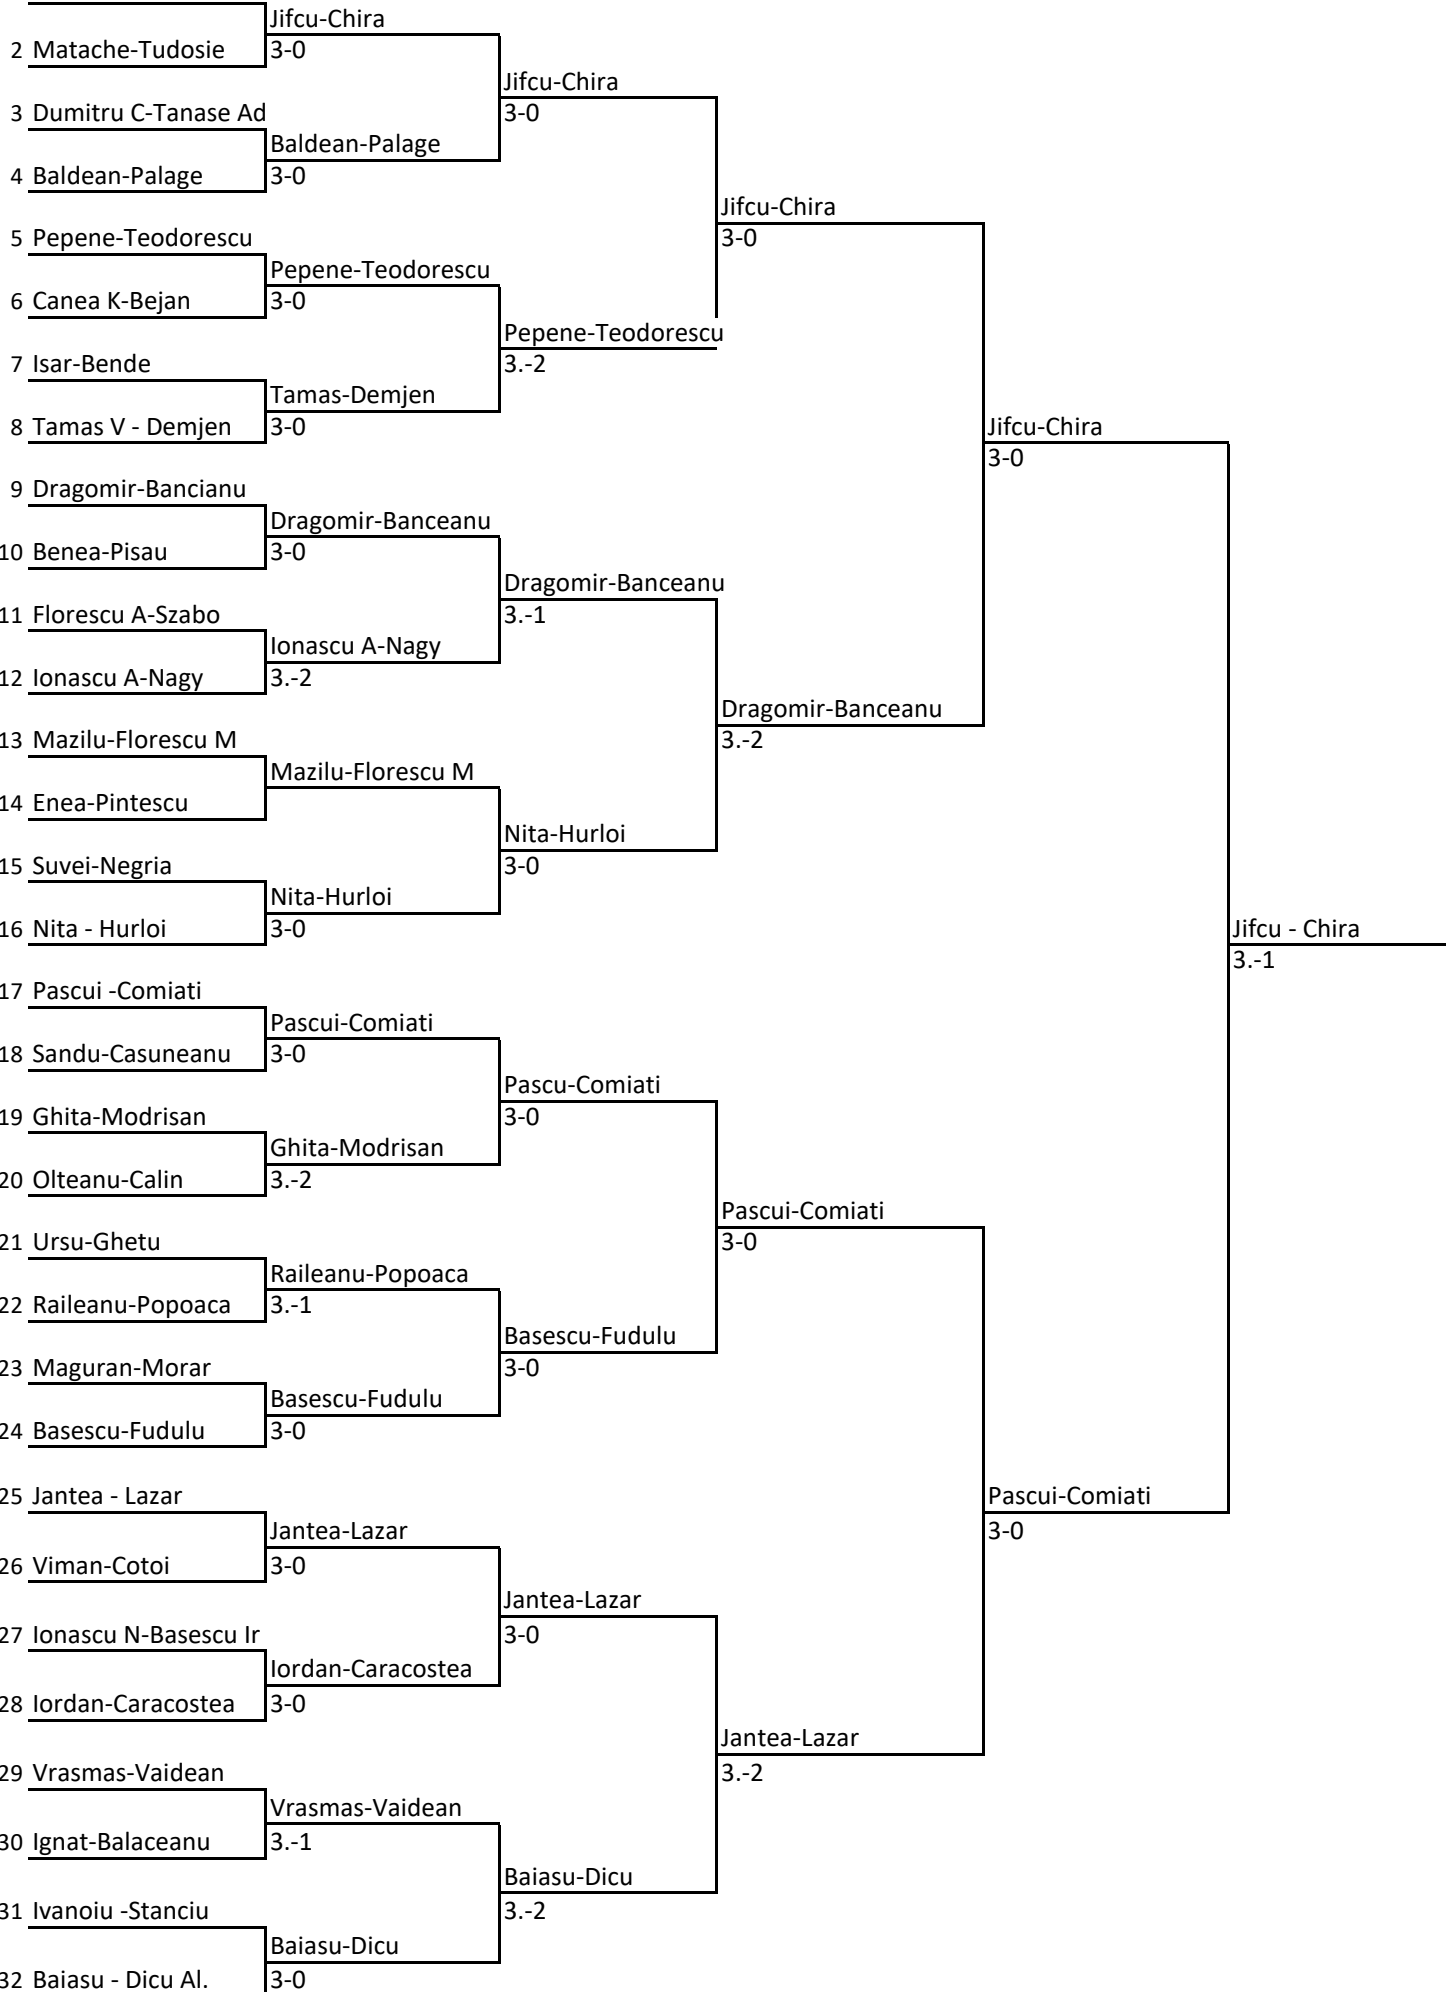 Jifcu-Chira
2 Matache-Tudosie 3-0
Jifcu-Chira
3 Dumitru C-Tanase Ad 3-0
Baldean-Palage
4 Baldean-Palage 3-0
Jifcu-Chira
5 Pepene-Teodorescu 3-0
Pepene-Teodorescu
6 Canea K-Bejan 3-0
Pepene-Teodorescu
7 Isar-Bende 3.-2
Tamas-Demjen
8 Tamas V - Demjen 3-0 Jifcu-Chira
3-0
9 Dragomir-Bancianu
Dragomir-Banceanu
10 Benea-Pisau 3-0
Dragomir-Banceanu
11 Florescu A-Szabo 3.-1
Ionascu A-Nagy
12 Ionascu A-Nagy 3.-2
Dragomir-Banceanu
13 Mazilu-Florescu M 3.-2
Mazilu-Florescu M
14 Enea-Pintescu
Nita-Hurloi
15 Suvei-Negria 3-0
Nita-Hurloi
16 Nita - Hurloi 3-0 Jifcu - Chira
3.-1
17 Pascui -Comiati
Pascui-Comiati
18 Sandu-Casuneanu 3-0
Pascu-Comiati
19 Ghita-Modrisan 3-0
Ghita-Modrisan
20 Olteanu-Calin 3.-2
Pascui-Comiati
21 Ursu-Ghetu 3-0
Raileanu-Popoaca
22 Raileanu-Popoaca 3.-1
Basescu-Fudulu
23 Maguran-Morar 3-0
Basescu-Fudulu
24 Basescu-Fudulu 3-0
25 Jantea - Lazar Pascui-Comiati
Jantea-Lazar 3-0
26 Viman-Cotoi 3-0
Jantea-Lazar
27 Ionascu N-Basescu Ir 3-0
Iordan-Caracostea
28 Iordan-Caracostea 3-0
Jantea-Lazar
29 Vrasmas-Vaidean 3.-2
Vrasmas-Vaidean
30 Ignat-Balaceanu 3.-1
Baiasu-Dicu
31 Ivanoiu -Stanciu 3.-2
Baiasu-Dicu
32 Baiasu - Dicu Al. 3-0